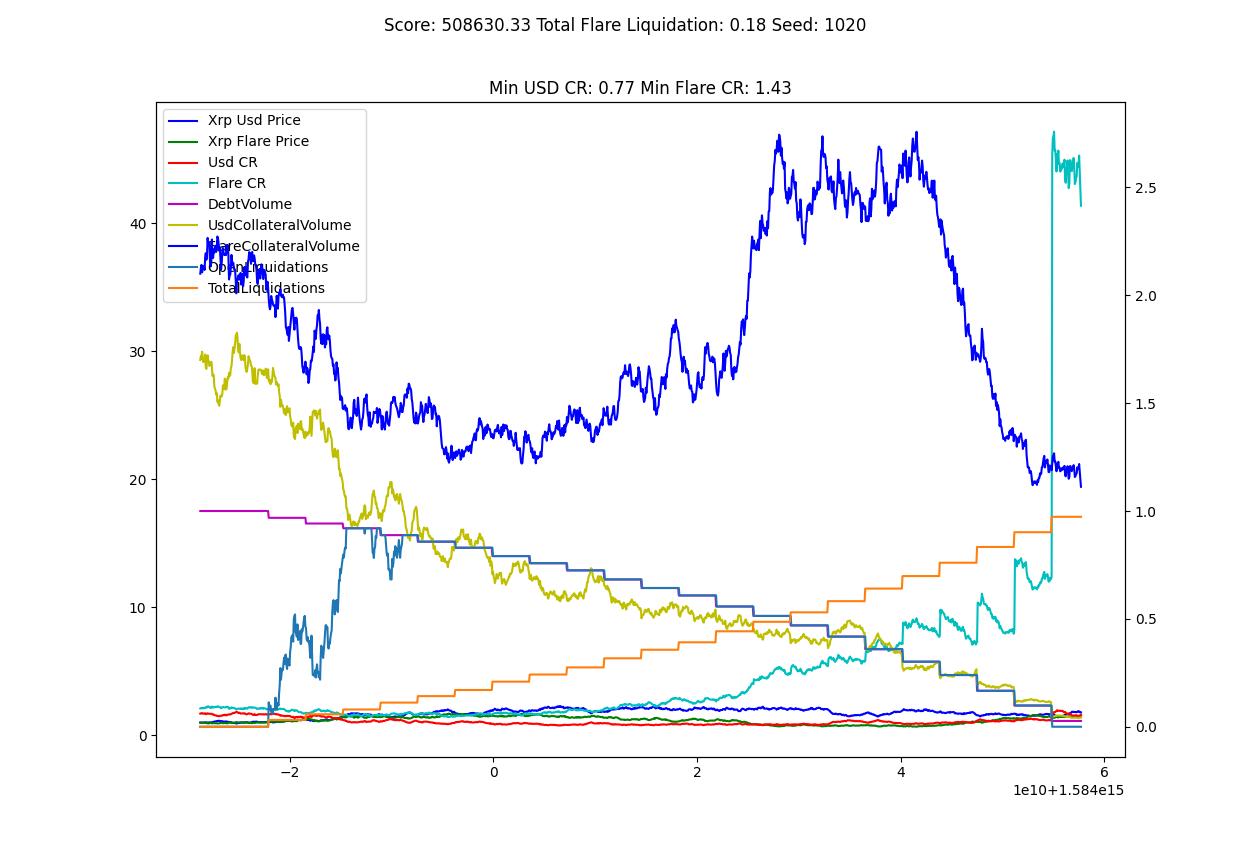 Score: 508630.33 Total Flare Liquidation: 0.18 Seed: 1020
Min USD CR: 0.77 Min Flare CR: 1.43
Xrp Usd Price
Xrp Flare Price
Usd CR
Flare CR
DebtVolume
UsdCollateralVolume
FlareCollateralVolume
OpenLiquidations
TotalLiquidations
40
30
20
10
0
2.5
2.0
1.5
1.0
0.5
0.0
−2 0 2 4 6
1e10+1.584e15